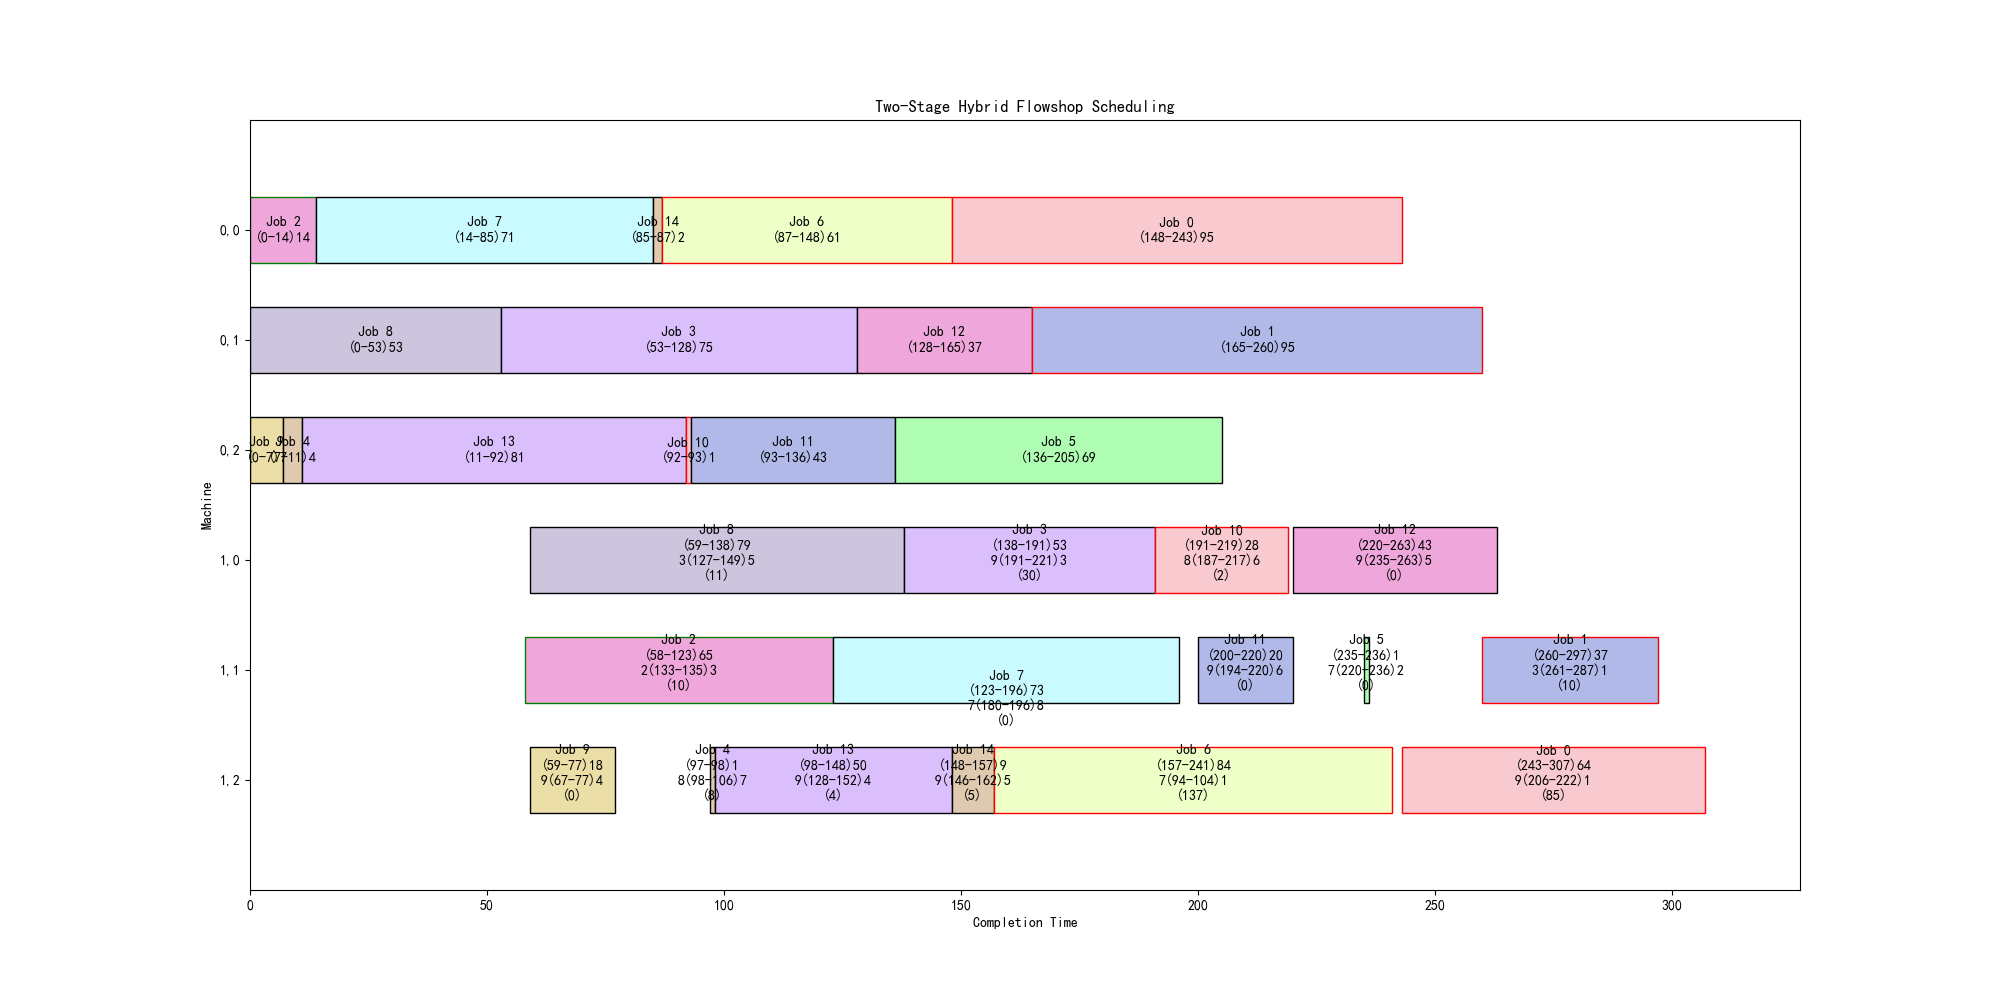 Two-Stage Hybrid Flowshop Scheduling
Machine
0,0
Job 2
(0-14)14
Job 7
(14-85)71
Job 14
(85-87)2
Job 6
(87-148)61
Job 0
(148-243)95
0,1
Job 8
(0-53)53
Job 3
(53-128)75
Job 12
(128-165)37
Job 1
(165-260)95
0,2
Job 9
(0-7)7
Job 4
(7-11)4
Job 13
(11-92)81
Job 10
(92-93)1
Job 11
(93-136)43
Job 5
(136-205)69
1,0
Job 8
(59-138)79
3(127-149)5
(11)
Job 3
(138-191)53
9(191-221)3
(30)
Job 10
(191-219)28
8(187-217)6
(2)
Job 12
(220-263)43
9(235-263)5
(0)
1,1
Job 2
(58-123)65
2(133-135)3
(10)
Job 7
(123-196)73
7(180-196)8
(0)
Job 11
(200-220)20
9(194-220)6
(0)
Job 5
(235-236)1
7(220-236)2
(0)
Job 1
(260-297)37
3(261-287)1
(10)
1,2
Job 9
(59-77)18
9(67-77)4
(0)
Job 4
(97-98)1
8(98-106)7
(8)
Job 13
(98-148)50
9(128-152)4
(4)
Job 14
(148-157)9
9(146-162)5
(5)
Job 6
(157-241)84
7(94-104)1
(137)
Job 0
(243-307)64
9(206-222)1
(85)
0
50
100
150
200
250
300
Completion Time